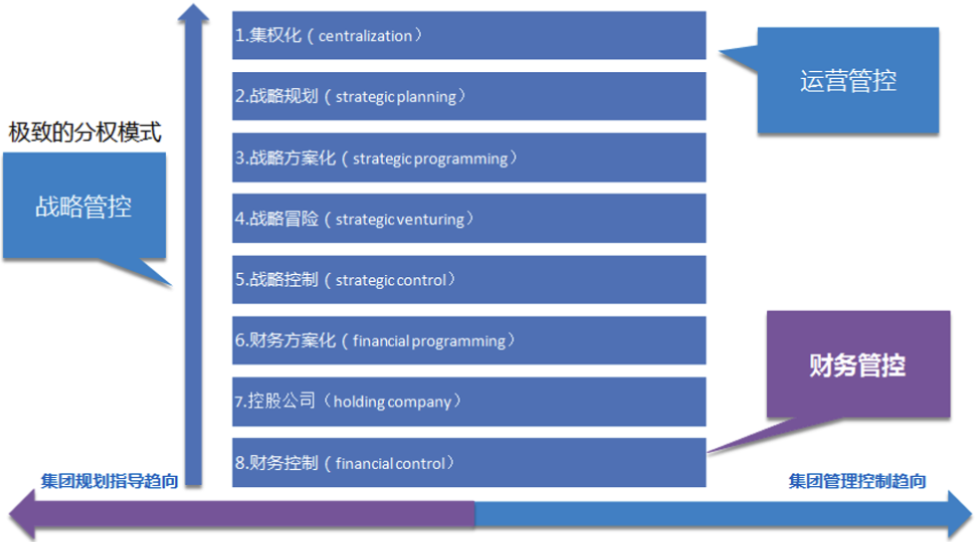 1.集权化（centralization）
运营管控
2.战略规划（strategic planning）
极致的分权模式
3.战略方案化（strategic programming）
战略管控
4.战略冒险（strategic venturing）
5.战略控制（strategic control）
6.财务方案化（financial programming）
财务管控
7.控股公司（holding company）
8.财务控制（financial control）
集团规划指导趋向
集团管理控制趋向